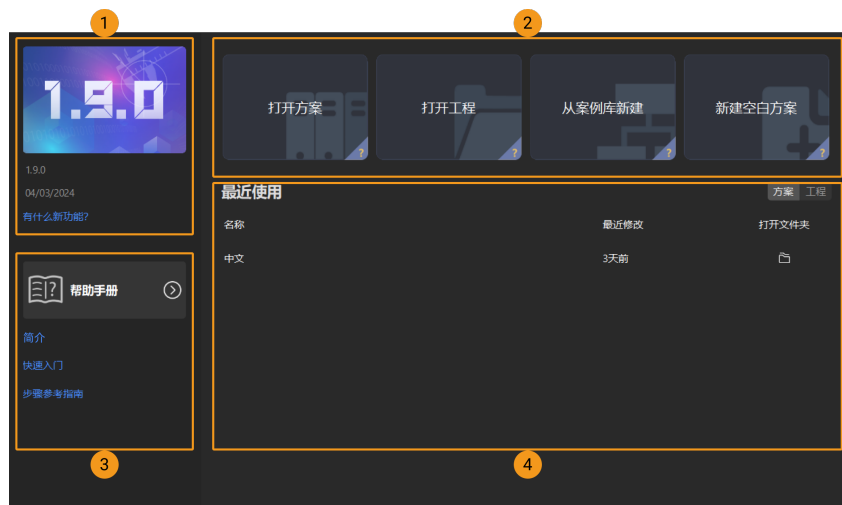 1
2
1.9.0
1.9.0
04/03/2024
有什么新功能?
打开方案
?
打开工程
?
从案例库新建
?
新建空白方案
?
帮助手册
简介
快速入门
步骤参考指南
3
最近使用
方案 工程
名称 最近修改 打开文件夹
中文 3天前
4